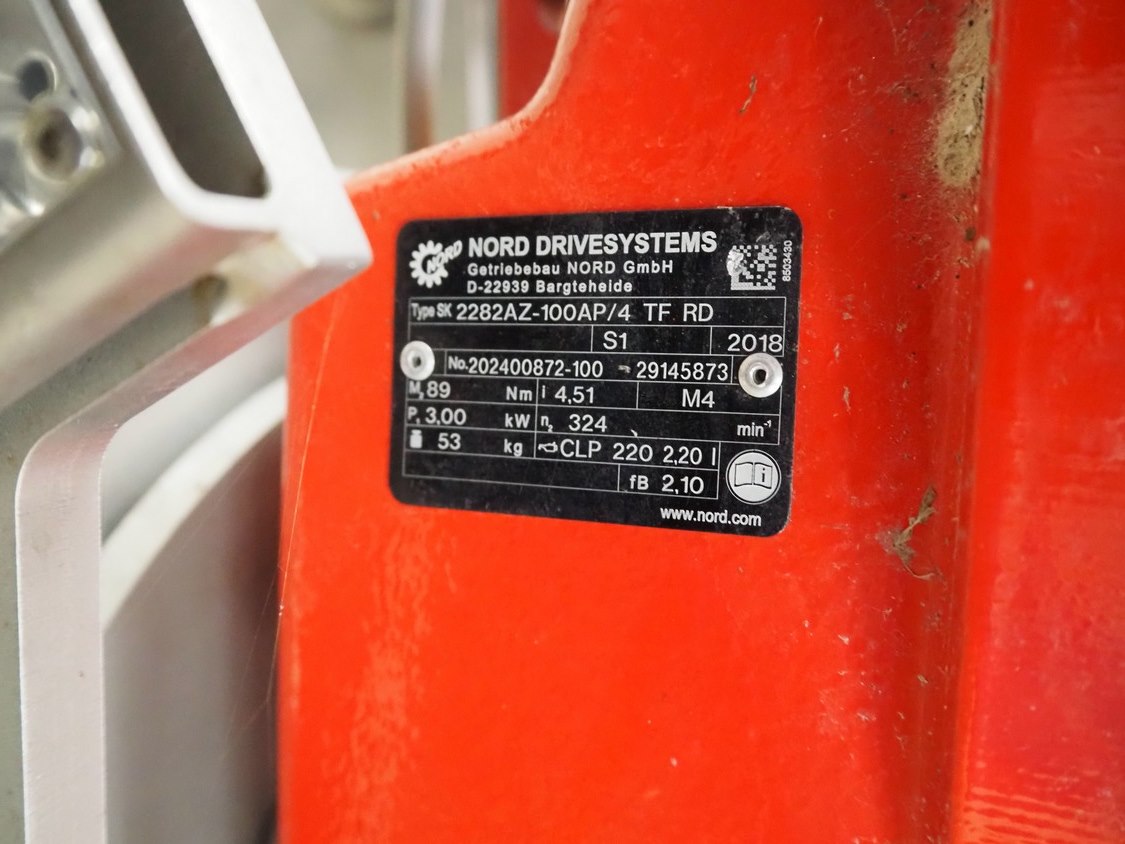 NORD
NORD DRIVESYSTEMS
Getriebebau NORD GmbH
D-22939 Bargteheide
8503430
Type SK 2282AZ-100AP/4 TF RD
S1 2018
No. 202400872-100 - 29145873
M₂ 89 Nm i 4,51 M4
P₁ 3,00 kW n₂ 324 min⁻¹
53 kg CLP 220 2,20 l
fB 2,10
i
www.nord.com